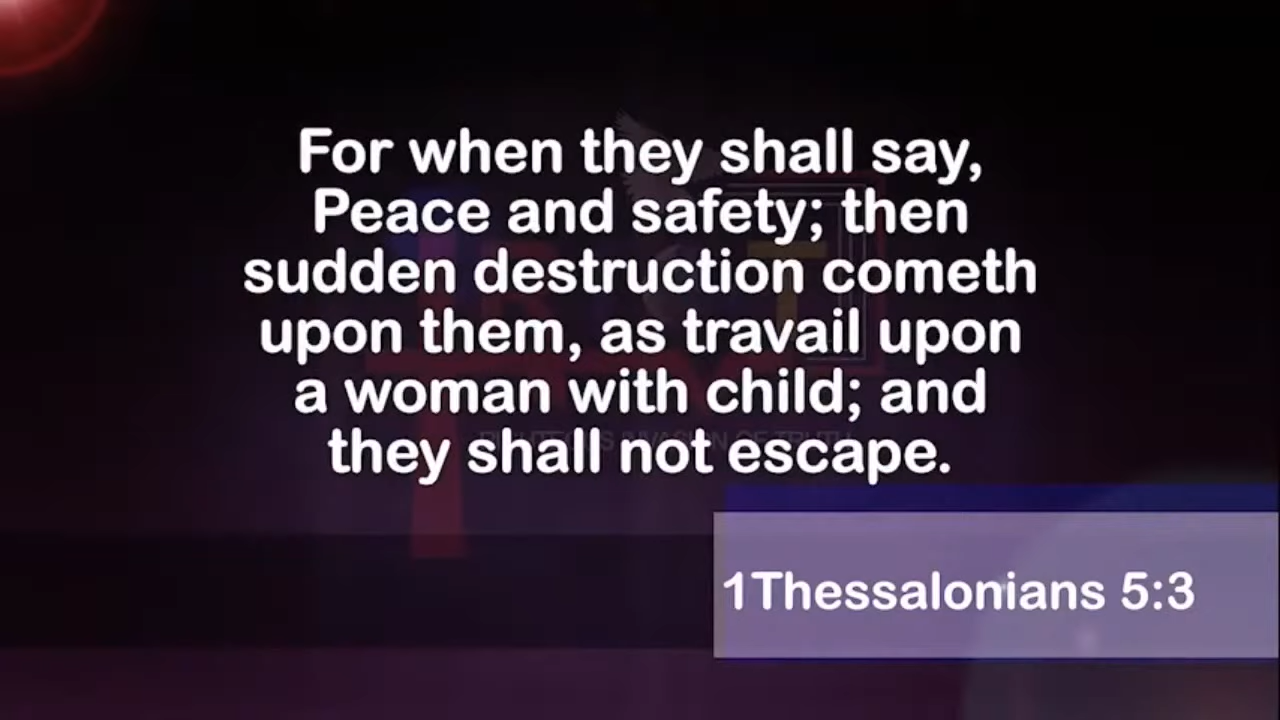 For when they shall say,
Peace and safety; then
sudden destruction cometh
upon them, as travail upon
a woman with child; and
they shall not escape.
1Thessalonians 5:3